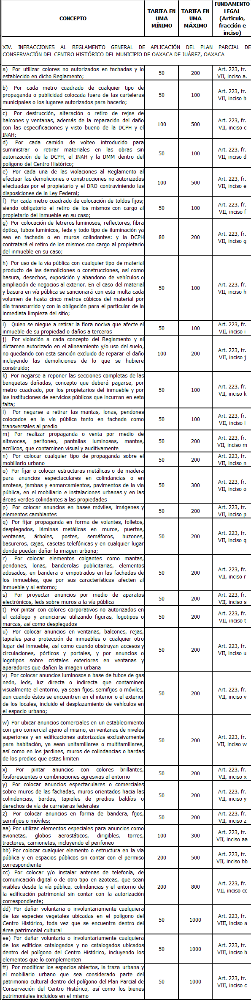 CONCEPTO
TARIFA EN
UMA
MÍNIMO
TARIFA EN
UMA
MÁXIMO
FUNDAMENTO
LEGAL
(Articulo,
fracción e
inciso)
XIV. INFRACCIONES AL REGLAMENTO GENERAL DE APLICACIÓN DEL PLAN PARCIAL DE
CONSERVACIÓN DEL CENTRO HISTÓRICO DEL MUNICIPIO DE OAXACA DE JUÁREZ, OAXACA
a) Por utilizar colores no autorizados en fachadas y lo
establecido en dicho Reglamento;
50
200
Art. 223, fr.
VII, inciso a.
b) Por cada metro cuadrado de cualquier tipo de
propaganda o publicidad colocada fuera de las carteleras
municipales o los lugares autorizados para hacerlo;
50
100
Art. 223, fr.
VII, inciso b
c) Por destrucción, alteración o retiro de rejas de
balcones y ventanas, además de la reparación del daño
con las especificaciones y visto bueno de la DCPH y el
INAH;
100
500
Art. 223, fr.
VII, inciso c
d) Por cada camión de volteo introducido para
suministrar o retirar materiales en las obras sin
autorización de la DCPH, el INAH y la DMM dentro del
polígono del Centro Histórico;
50
100
Art. 223, fr.
VII, inciso d
e) Por cada una de las violaciones al Reglamento al
efectuar las demoliciones o construcciones no autorizadas
efectuadas por el propietario y el DRO contraviniendo las
disposiciones de la Ley Federal;
100
500
Art. 223, fr.
VII, inciso e
f) Por cada metro cuadrado de colocación de toldos fijos;
siendo obligatorio el retiro de los mismos con cargo al
propietario del inmueble en su caso;
50
100
Art. 223, fr.
VII, inciso f
g) Por colocación de letreros luminosos, reflectores, fibra
óptica, tubos lumínicos, leds y todo tipo de iluminación ya
sea en fachada o en muros colindantes: y la DCPH
contratará el retiro de los mismos con cargo al propietario
del inmueble en su caso;
80
200
Art. 223, fr.
VII, inciso g
h) Por uso de la vía pública con cualquier tipo de material
producto de las demoliciones o construcciones, así como
basura, desechos, exposición y abandono de vehículos o
ampliación de negocios al exterior. En el caso del material
y basura en vía pública se sancionará con esta multa cada
volumen de hasta cinco metros cúbicos del material por
día transcurrido y con la obligación para el particular de la
inmediata limpieza del sitio;
50
100
Art. 223, fr.
VII, inciso h
i) Quien se niegue a retirar la flora nociva que afecte el
inmueble de su propiedad o daños a terceros
50
100
Art. 223, fr.
VII, inciso i
j) Por violación a cada concepto del Reglamento y al
dictamen autorizado en el alineamiento y/o uso del suelo,
no quedando con esta sanción excluido de reparar el daño
incluyendo las demoliciones de lo que se hubiere
construido;
100
200
Art. 223, fr.
VII, inciso j
k) Por negarse a reponer las secciones completas de las
banquetas dañadas, concepto que deberá pagarse, por
metro cuadrado, por los propietarios del inmueble y por
las instituciones de servicios públicos que incurran en esta
falta;
50
100
Art. 223, fr.
VII, inciso k
l) Por negarse a retirar las mantas, lonas, pendones
colocados en la vía pública tanto en fachada como
transversales al predio
50
100
Art. 223, fr.
VII, inciso l
m) Por realizar propaganda o venta por medio de
altavoces, perifoneo, pantallas luminosas, mantas,
acrílicos, que contaminen visual y auditivamente
50
200
Art. 223, fr.
VII, inciso m
n) Por colocar cualquier tipo de propaganda sobre el
mobiliario urbano
50
200
Art. 223, fr.
VII, inciso n
o) Por fijar o colocar estructuras metálicas o de madera
para anuncios espectaculares en colindancias o en
azoteas, jambas y enmarcamientos, pavimentos de la vía
pública, en el mobiliario e instalaciones urbanas y en las
áreas verdes colindantes a las propiedades
50
300
Art. 223, fr.
VII, inciso o
p) Por colocar anuncios en bases móviles, imágenes y
elementos cambiantes
50
200
Art. 223, fr.
VII, inciso p
q) Por fijar propaganda en forma de volantes, folletos,
desplegados, láminas metálicas en muros, puertas,
ventanas, árboles, postes, semáforos, buzones,
basureros, cajas, casetas telefónicas y en cualquier lugar
donde puedan dañar la imagen urbana;
50
200
Art. 223, fr.
VII, inciso q
r) Por colocar elementos colgantes como mantas,
pendones, lonas, banderolas publicitarias, elementos
adosados, en bandera o empotrados en las fachadas de
los inmuebles, que por sus características afecten al
inmueble y al entorno;
50
200
Art. 223, fr.
VII, inciso r
s) Por proyectar anuncios por medio de aparatos
electrónicos, leds sobre muros a la vía pública
50
200
Art. 223, fr.
VII, inciso s
t) Por pintar con colores corporativos no autorizados en
el catálogo y anunciarse utilizando figuras, logotipos o
marcas, así como desplegados
50
200
Art. 223, fr.
VII, inciso t
u) Por colocar anuncios en ventanas, balcones, rejas,
tapiales para protección de inmuebles o cualquier otro
lugar del inmueble, así como cuando obstruyan accesos y
circulaciones, pórticos y portales, y por anuncios o
logotipos sobre cristales exteriores en ventanas y
aparadores que dañen la imagen urbana
50
200
Art. 223, fr.
VII, inciso u
v) Por colocar anuncios luminosos a base de tubos de gas
neón, leds, luz directa o indirecta que contaminen
visualmente el entorno, ya sean fijos, semifijos o móviles,
aun cuando éstos se encuentren en el interior o el exterior
de los locales, incluido el desplazamiento de vehículos en
el espacio urbano;
50
200
Art. 223, fr.
VII, inciso v
w) Por ubicar anuncios comerciales en un establecimiento
con giro comercial ajeno al mismo, en ventanas de niveles
superiores y en edificaciones autorizadas exclusivamente
para habitación, ya sean unifamiliares o multifamiliares,
así como en los jardines, muros de colindancias o bardas
de los predios que estas limiten
50
200
Art. 223, fr.
VII, inciso w
x) Por pintar anuncios con colores brillantes,
fosforescentes o combinaciones agresivas al entorno
50
200
Art. 223, fr.
VII, inciso x
y) Por colocar anuncios espectaculares o comerciales
sobre muros de las fachadas, muros orientados hacia las
colindancias, bardas, tapiales de predios baldíos o
derechos de vía de carreteras federales
50
200
Art. 223, fr.
VII, inciso y
z) Por colocar anuncios en forma de bandera, fijos,
semifijos o móviles;
50
200
Art. 223, fr.
VII, inciso z
aa) Por utilizar elementos especiales para anuncios como
avionetas, globos aerostáticos, dirigibles, torres,
tractores, camionetas, incluyendo el perifoneo
100
300
Art. 223, fr.
VII, inciso aa
bb) Por colocar cualquier elemento o estructura en la vía
pública y en espacios públicos sin contar con el permiso
correspondiente
200
500
Art. 223, fr.
VII, inciso bb
cc) Por colocar y/o instalar antenas de telefonía, de
comunicación digital o de otro tipo en azoteas, que sean
visibles desde la vía pública, colindancias y el entorno de
la edificación patrimonial sin contar con la autorización
correspondiente;
200
800
Art. 223, fr.
VII, inciso cc
dd) Por dañar voluntaria o involuntariamente cualquiera
de las especies vegetales ubicadas en el polígono del
Centro Histórico, toda vez que se encuentra dentro del
área patrimonial cultural
50
1000
Art. 223, fr.
VIII, inciso a
ee) Por dañar voluntaria o involuntariamente cualquiera
de los edificios catalogados y no catalogados ubicados
dentro del polígono del Centro Histórico, incluyendo los
elementos que lo complementen
50
1000
Art. 223, fr.
VIII, inciso b
ff) Por modificar los espacios abiertos, la traza urbana y
el mobiliario urbano que sea considerado parte del
patrimonio cultural dentro del polígono del Plan Parcial de
Conservación del Centro Histórico, así como los bienes
patrimoniales incluidos en el mismo
50
1000
Art. 223, fr.
VIII, inciso c